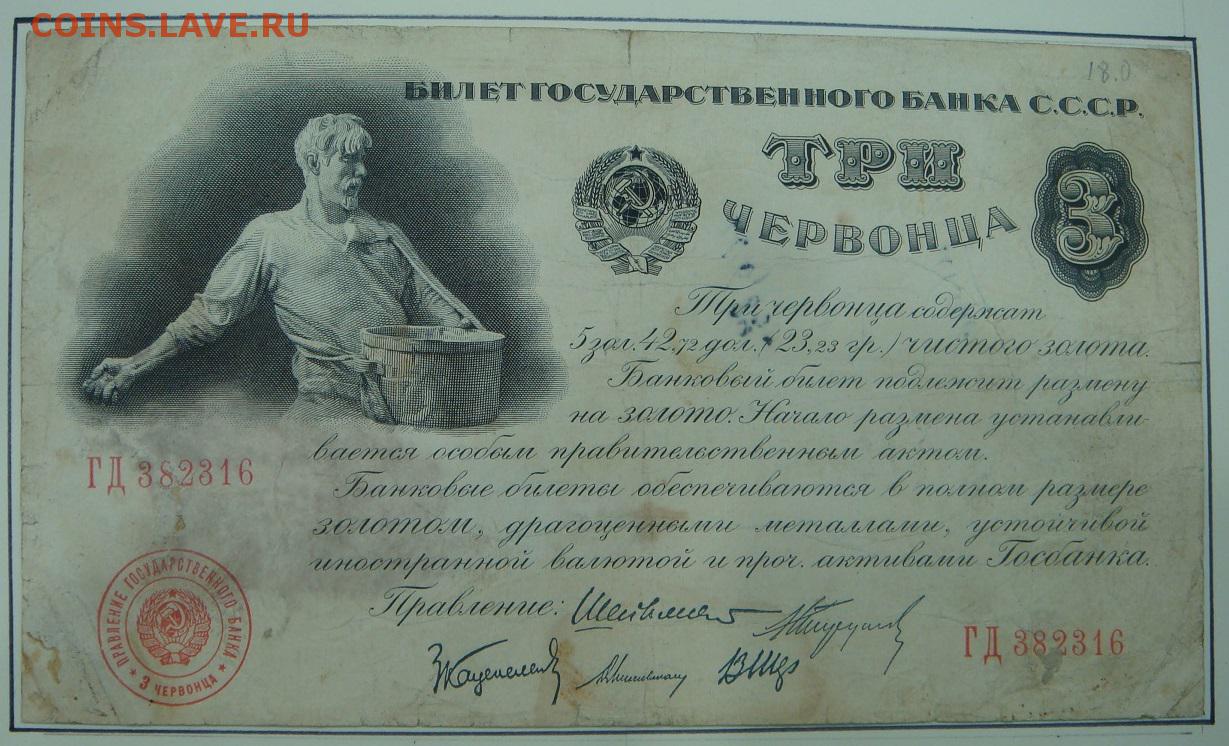 COINS.LAVE.RU
18.0
БИЛЕТ ГОСУДАРСТВЕННОГО БАНКА С.С.С.Р.
ТРИ
ЧЕРВОНЦА
3
Три червонца содержат
5 зол. 42,72 дол. (23,23 гр.) чистого золота.
Банковый билет подлежит размену
на золото. Начало размена устанавли-
вается особым правительственным актом.
Банковые билеты обеспечиваются в полном размере
золотом, драгоценными металлами, устойчивой
иностранной валютой и проч. активами Госбанка.
Правление:
ГД 382316
ПРАВЛЕНИЕ ГОСУДАРСТВЕННОГО БАНКА
3 ЧЕРВОНЦА
ГД 382316